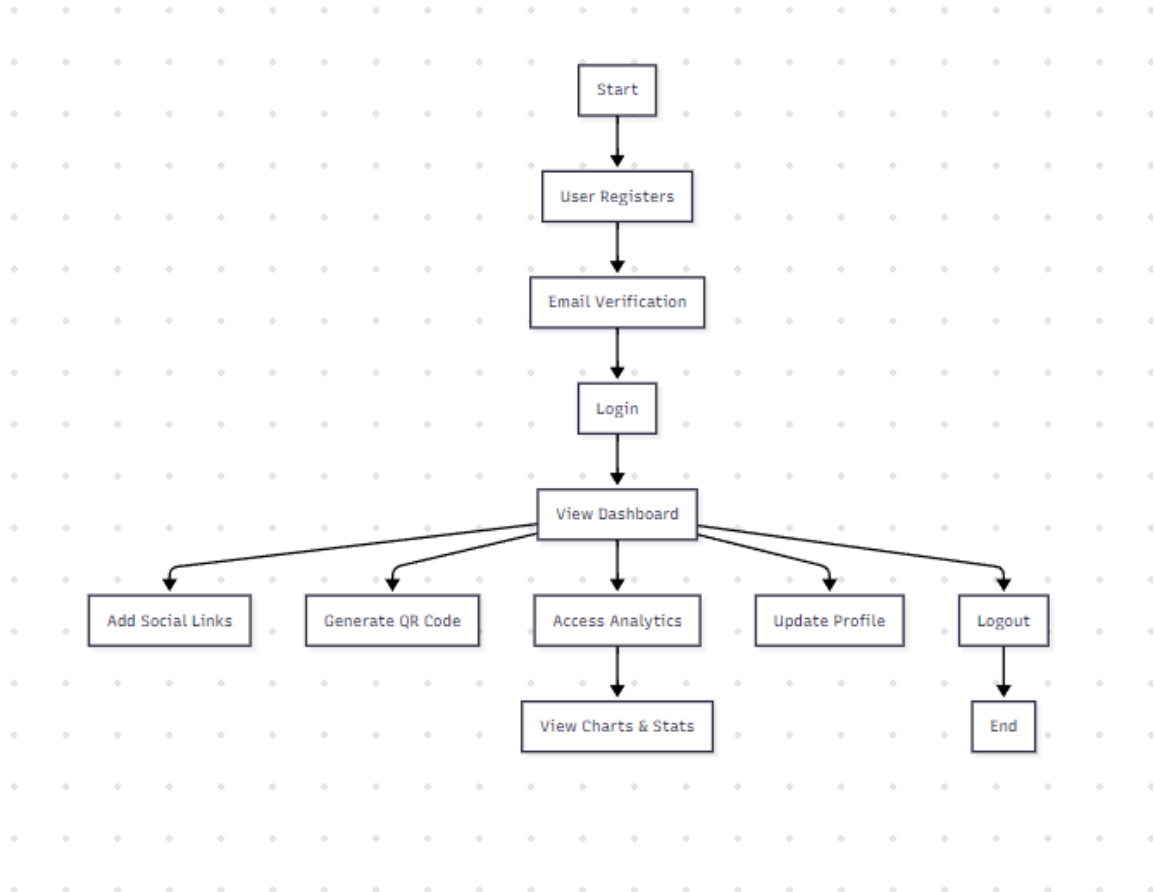 Start
User Registers
Email Verification
Login
View Dashboard
Add Social Links
Generate QR Code
Access Analytics
Update Profile
Logout
View Charts & Stats
End